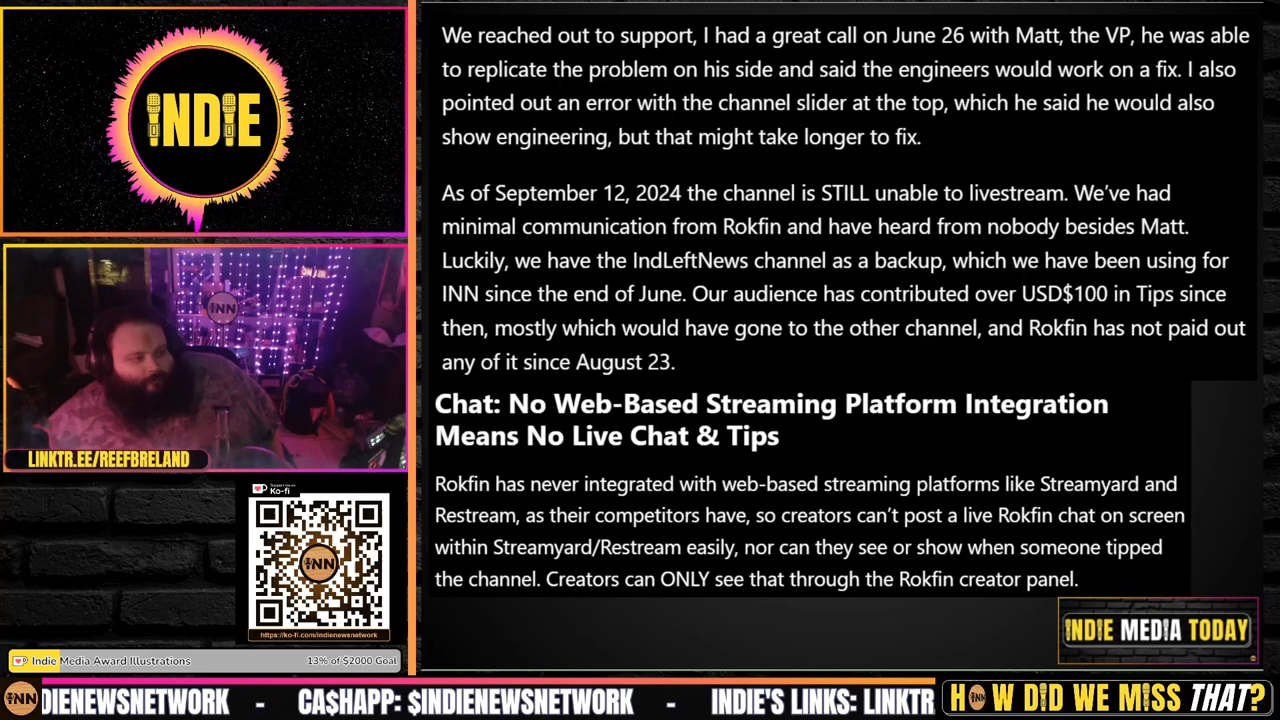 INDIE
INN
LINKTR.EE/REEFBRELAND
Support me on
Ko-fi
INN
https://ko-fi.com/indienewsnetwork
Indie Media Award Illustrations 13% of $2000 Goal
We reached out to support, I had a great call on June 26 with Matt, the VP, he was able
to replicate the problem on his side and said the engineers would work on a fix. I also
pointed out an error with the channel slider at the top, which he said he would also
show engineering, but that might take longer to fix.
As of September 12, 2024 the channel is STILL unable to livestream. We’ve had
minimal communication from Rokfin and have heard from nobody besides Matt.
Luckily, we have the IndLeftNews channel as a backup, which we have been using for
INN since the end of June. Our audience has contributed over USD$100 in Tips since
then, mostly which would have gone to the other channel, and Rokfin has not paid out
any of it since August 23.
Chat: No Web-Based Streaming Platform Integration
Means No Live Chat & Tips
Rokfin has never integrated with web-based streaming platforms like Streamyard and
Restream, as their competitors have, so creators can’t post a live Rokfin chat on screen
within Streamyard/Restream easily, nor can they see or show when someone tipped
the channel. Creators can ONLY see that through the Rokfin creator panel.
INDIE MEDIA TODAY
INN
DIENEWSNETWORK - CA$HAPP: $INDIENEWSNETWORK - INDIE'S LINKS: LINKTR
HOW DID WE MISS THAT?